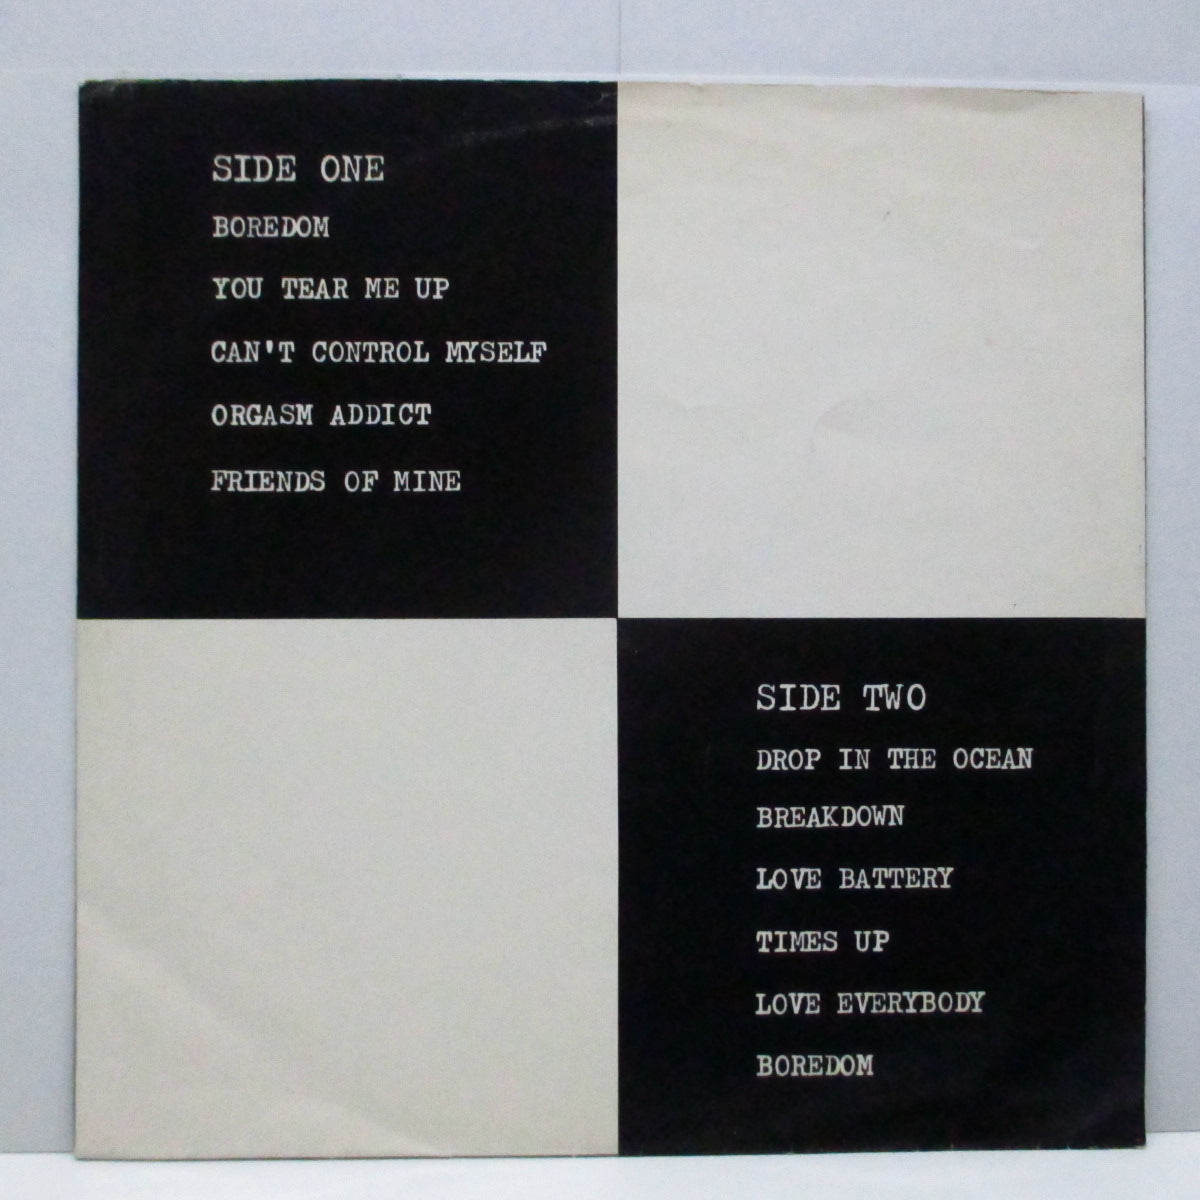 SIDE ONE
BOREDOM
YOU TEAR ME UP
CAN'T CONTROL MYSELF
ORGASM ADDICT
FRIENDS OF MINE
SIDE TWO
DROP IN THE OCEAN
BREAKDOWN
LOVE BATTERY
TIMES UP
LOVE EVERYBODY
BOREDOM